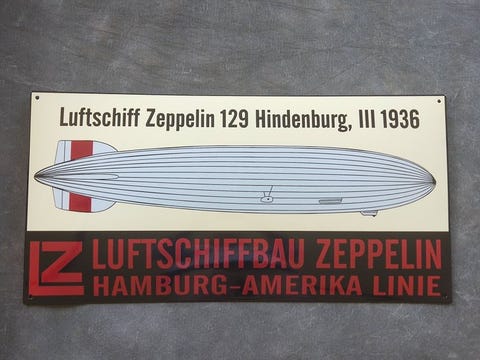 Luftschiff Zeppelin 129 Hindenburg, III 1936
LZ
LUFTSCHIFFBAU ZEPPELIN
HAMBURG-AMERIKA LINIE